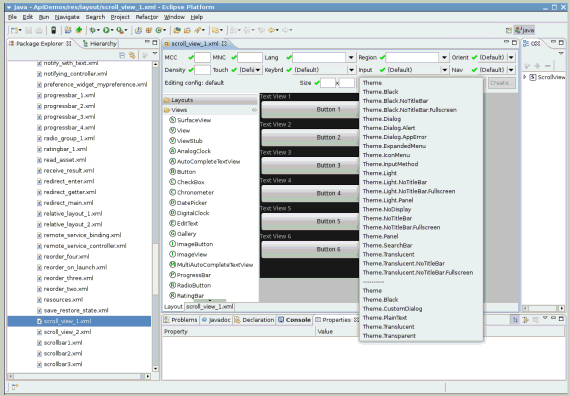 Java - ApiDemos/res/layout/scroll_view_1.xml - Eclipse Platform
File Edit Run Navigate Search Project Refactor Window Help
Java
Package Explorer
Hierarchy
notify_with_text.xml
notifying_controller.xml
preference_widget_mypreference.xml
progressbar_1.xml
progressbar_2.xml
progressbar_3.xml
progressbar_4.xml
radio_group_1.xml
ratingbar_1.xml
read_asset.xml
receive_result.xml
redirect_enter.xml
redirect_getter.xml
redirect_main.xml
relative_layout_1.xml
relative_layout_2.xml
remote_service_binding.xml
remote_service_controller.xml
reorder_four.xml
reorder_on_launch.xml
reorder_three.xml
reorder_two.xml
resources.xml
save_restore_state.xml
scroll_view_1.xml
scroll_view_2.xml
scrollbar1.xml
scrollbar2.xml
scrollbar3.xml
scroll_view_1.xml
MCC MNC Lang Region Orient (Default)
Density Touch (Defa Keybrd (Default) Input (Default) Nav (Default)
Editing config: default Size x Create...
Layouts
Views
SurfaceView
View
ViewStub
AnalogClock
AutoCompleteTextView
Button
CheckBox
Chronometer
DatePicker
DigitalClock
EditText
Gallery
ImageButton
ImageView
MultiAutoCompleteTextView
ProgressBar
RadioButton
RatingBar
Text View 1
Button 1
Text View 2
Button 2
Text View 3
Button 3
Text View 4
Button 4
Text View 5
Button 5
Text View 6
Button 6
Theme
Theme.Black
Theme.Black.NoTitleBar
Theme.Black.NoTitleBar.Fullscreen
Theme.Dialog
Theme.Dialog.Alert
Theme.Dialog.AppError
Theme.ExpandedMenu
Theme.IconMenu
Theme.InputMethod
Theme.Light
Theme.Light.NoTitleBar
Theme.Light.NoTitleBar.Fullscreen
Theme.Light.Panel
Theme.NoDisplay
Theme.NoTitleBar
Theme.NoTitleBar.Fullscreen
Theme.Panel
Theme.SearchBar
Theme.Translucent
Theme.Translucent.NoTitleBar
Theme.Translucent.NoTitleBar.Fullscreen
----------
Theme
Theme.Black
Theme.CustomDialog
Theme.PlainText
Theme.Translucent
Theme.Transparent
ScrollView
Layout scroll_view_1.xml
Problems Javadoc Declaration Console Properties
Property Value